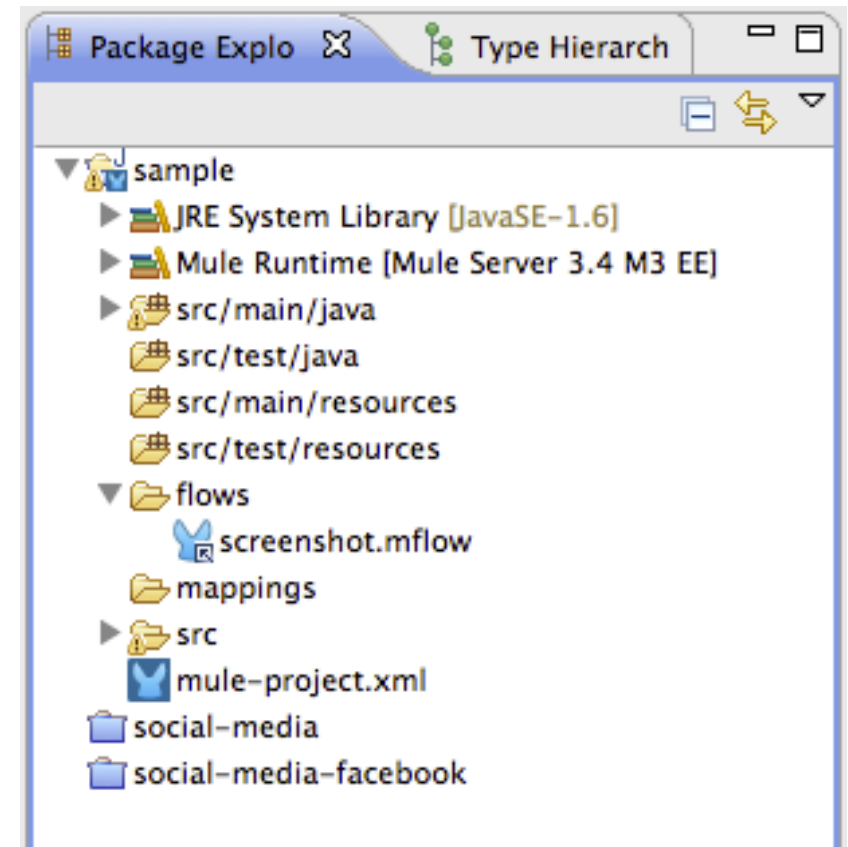 Package Explo Type Hierarch
sample
JRE System Library [JavaSE-1.6]
Mule Runtime [Mule Server 3.4 M3 EE]
src/main/java
src/test/java
src/main/resources
src/test/resources
flows
screenshot.mflow
mappings
src
mule-project.xml
social-media
social-media-facebook